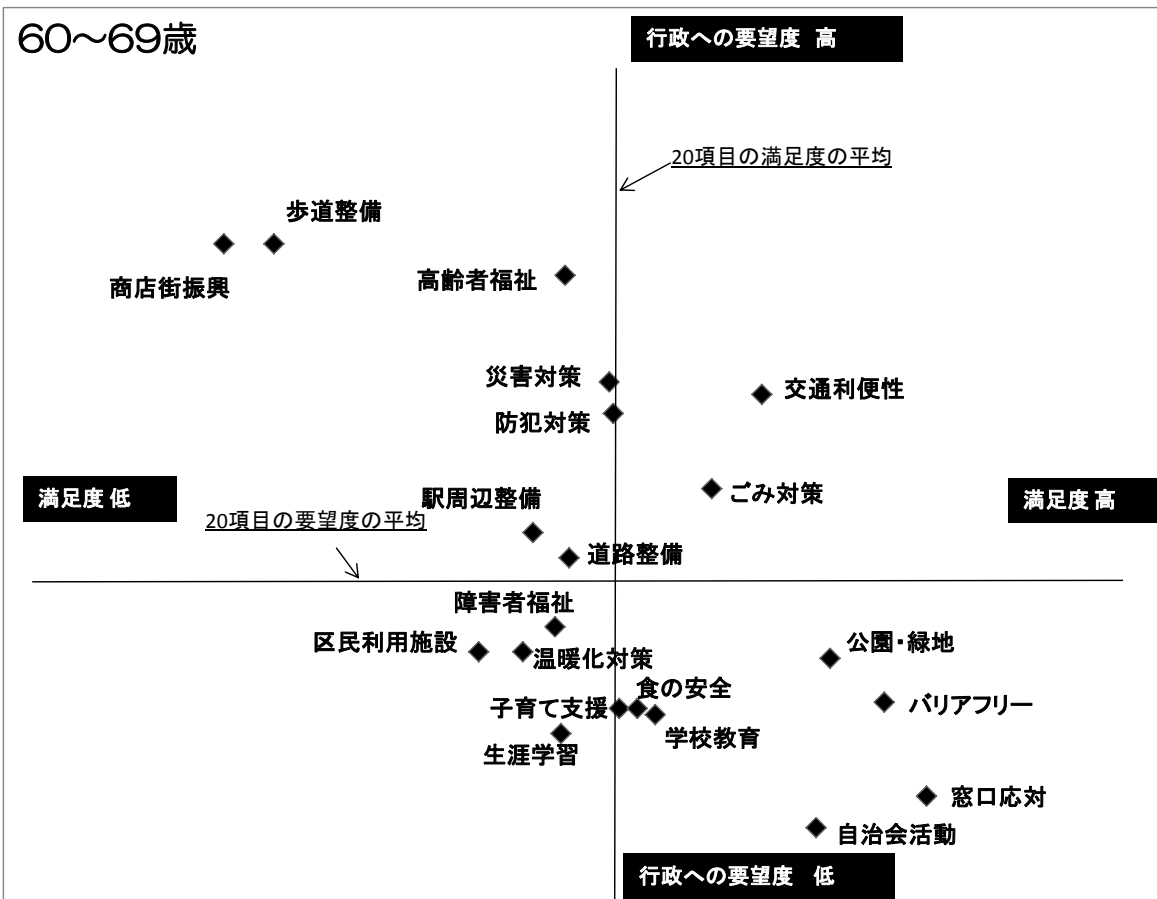 60～69歳
行政への要望度 高
20項目の満足度の平均
歩道整備
商店街振興
高齢者福祉
災害対策
交通利便性
防犯対策
ごみ対策
満足度 低
駅周辺整備
満足度 高
20項目の要望度の平均
道路整備
障害者福祉
区民利用施設
温暖化対策
公園・緑地
食の安全
子育て支援
バリアフリー
学校教育
生涯学習
窓口応対
自治会活動
行政への要望度 低